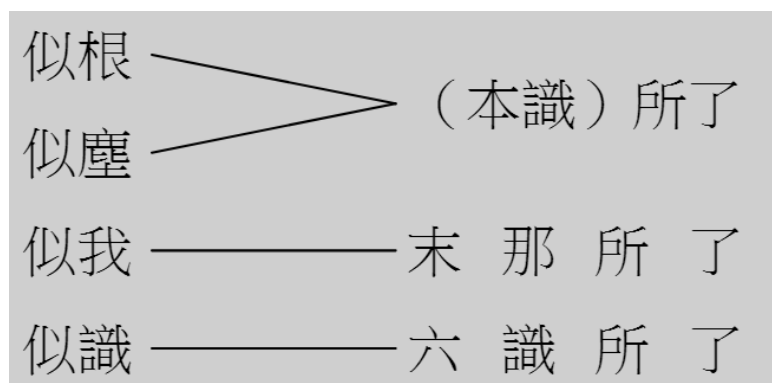 似根
似塵
（本識）所了
似我 末那所了
似識 六識所了